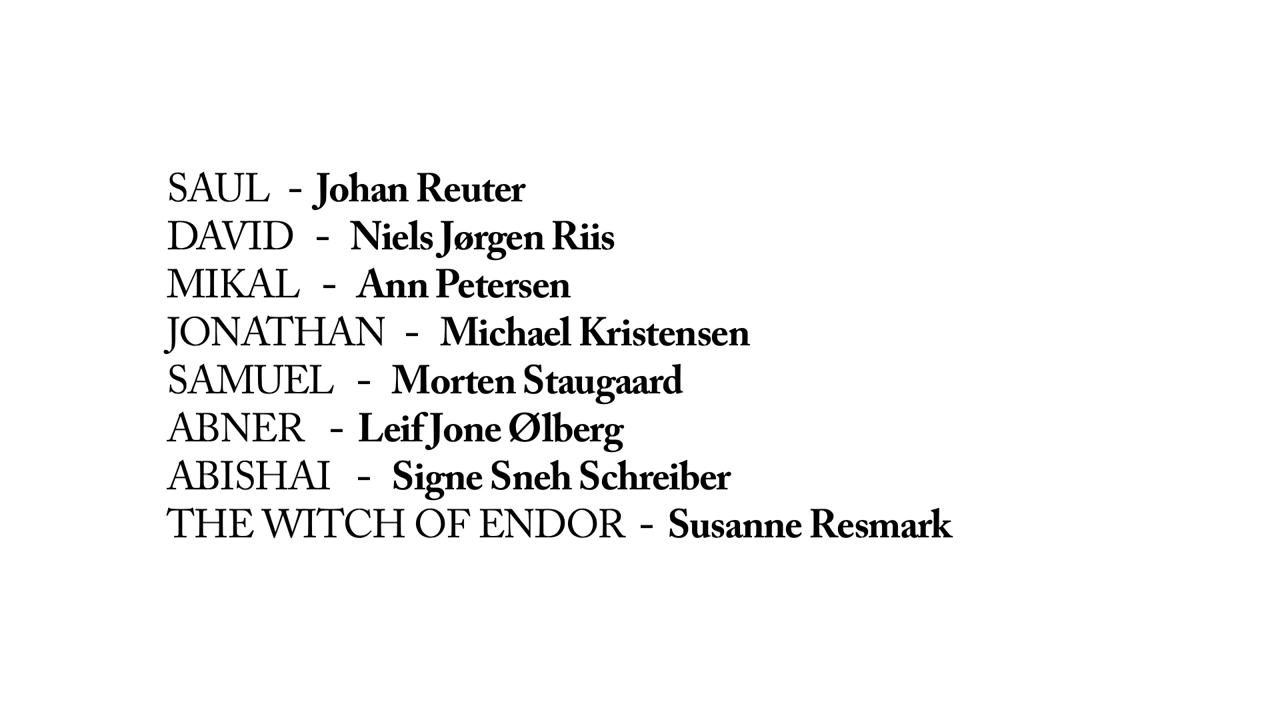 SAUL - Johan Reuter
DAVID - Niels Jørgen Riis
MIKAL - Ann Petersen
JONATHAN - Michael Kristensen
SAMUEL - Morten Staugaard
ABNER - Leif Jone Ølberg
ABISHAI - Signe Sneh Schreiber
THE WITCH OF ENDOR - Susanne Resmark